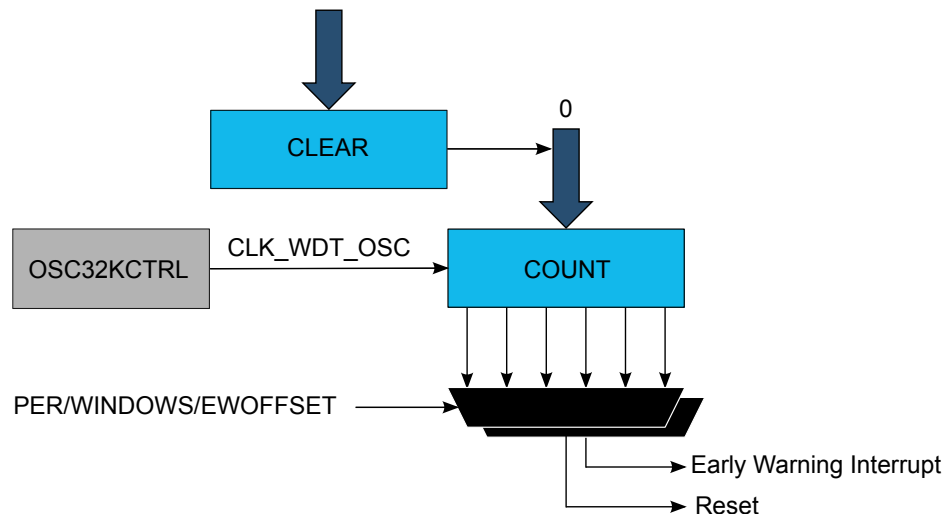 0
CLEAR
CLK_WDT_OSC
OSC32KCTRL
COUNT
PER/WINDOWS/EWOFFSET
Early Warning Interrupt
Reset